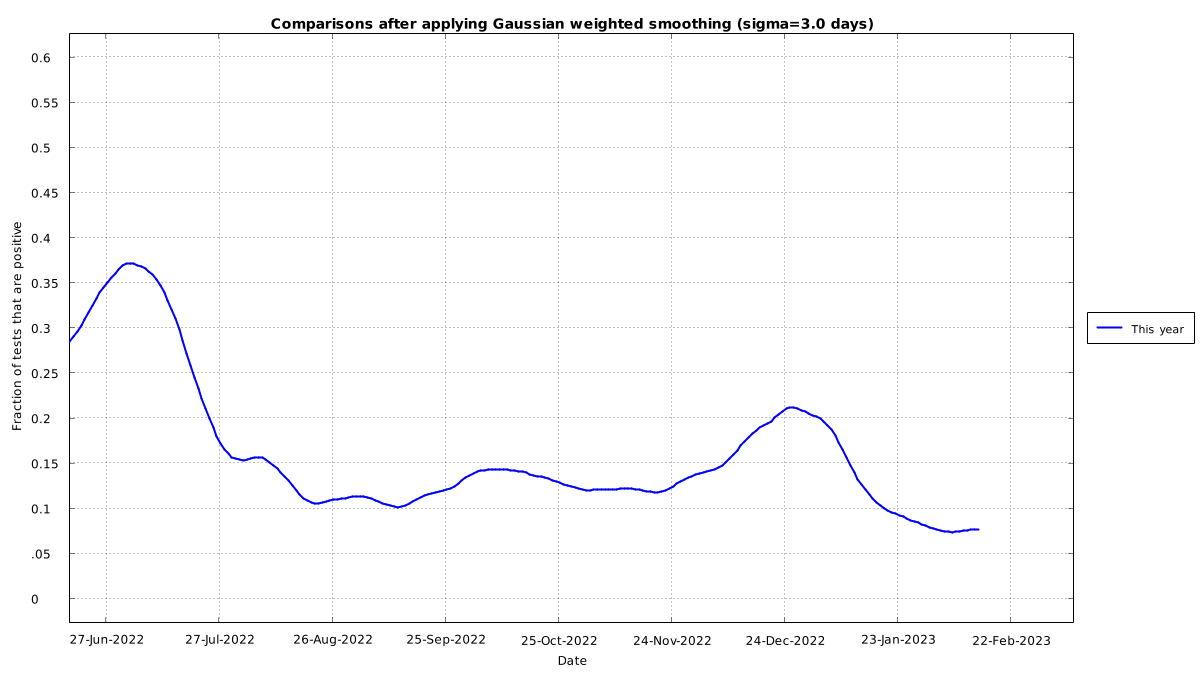 Comparisons after applying Gaussian weighted smoothing (sigma=3.0 days)
0.6
0.55
0.5
0.45
0.4
0.35
0.3
0.25
0.2
0.15
0.1
.05
0
Fraction of tests that are positive
This year
27-Jun-2022 27-Jul-2022 26-Aug-2022 25-Sep-2022 25-Oct-2022 24-Nov-2022 24-Dec-2022 23-Jan-2023 22-Feb-2023
Date